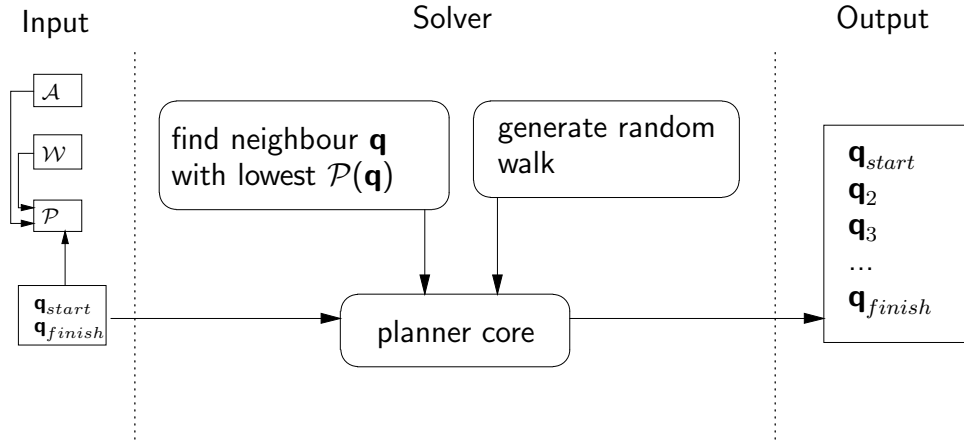 Input
Solver
Output
𝒜
𝒲
𝒫
q_start
q_finish
find neighbour q
with lowest 𝒫(q)
generate random
walk
planner core
q_start
q_2
q_3
...
q_finish